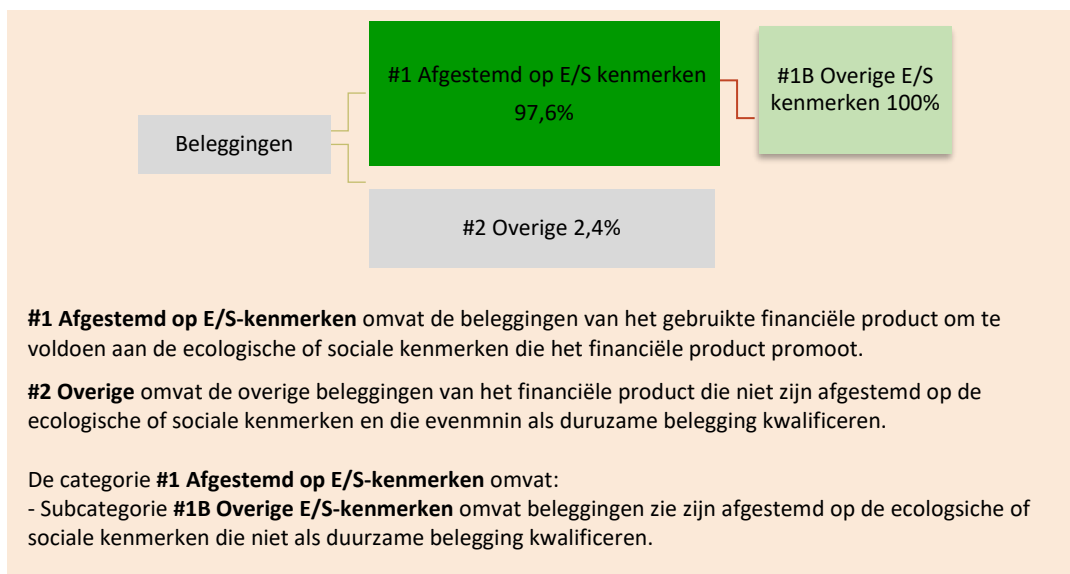 #1 Afgestemd op E/S kenmerken
97,6%
#1B Overige E/S
kenmerken 100%
Beleggingen
#2 Overige 2,4%
#1 Afgestemd op E/S-kenmerken omvat de beleggingen van het gebruikte financiële product om te
voldoen aan de ecologische of sociale kenmerken die het financiële product promoot.
#2 Overige omvat de overige beleggingen van het financiële product die niet zijn afgestemd op de
ecologische of sociale kenmerken en die evenmnin als duruzame belegging kwalificeren.
De categorie #1 Afgestemd op E/S-kenmerken omvat:
- Subcategorie #1B Overige E/S-kenmerken omvat beleggingen zie zijn afgestemd op de ecologsiche of
sociale kenmerken die niet als duurzame belegging kwalificeren.